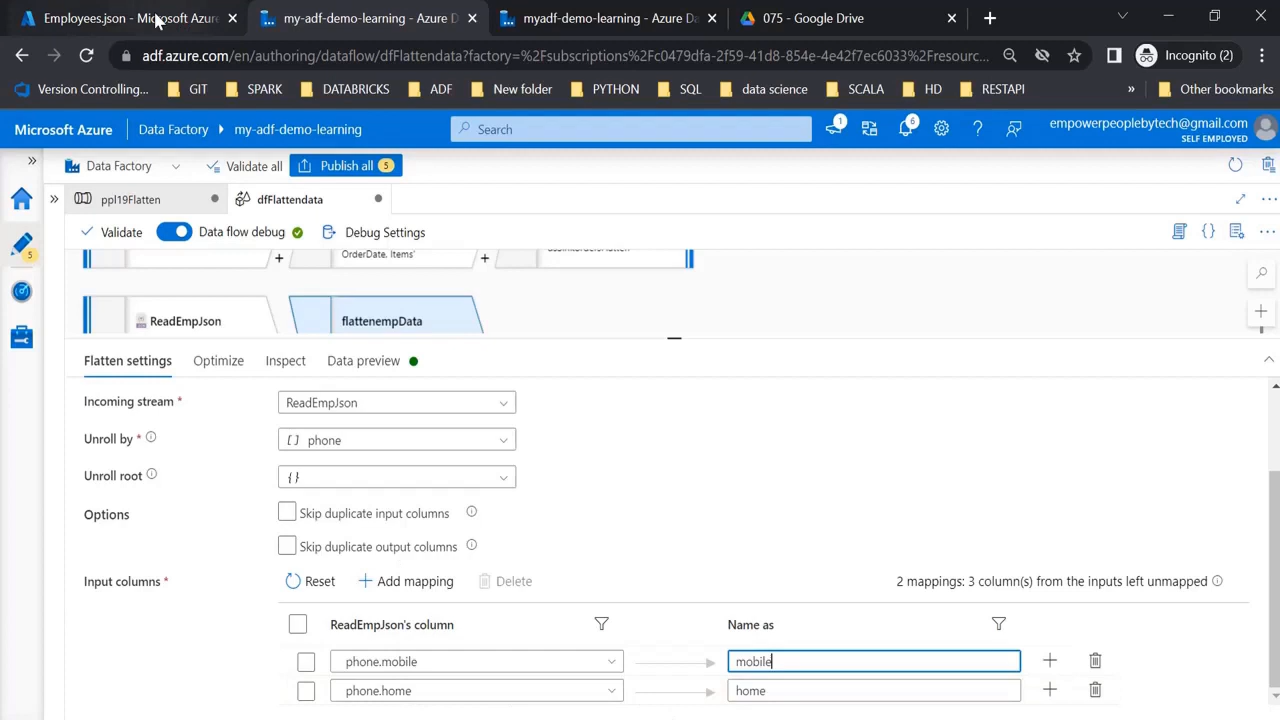 Employees.json - Microsoft Azure
my-adf-demo-learning - Azure D
myadf-demo-learning - Azure Da
075 - Google Drive
adf.azure.com/en/authoring/dataflow/dfFlattendata?factory=%2Fsubscriptions%2Fc0479dfa-2f59-41d8-854e-4e42f7ec6033%2Fresourc...
Incognito (2)
Version Controlling...
GIT
SPARK
DATABRICKS
ADF
New folder
PYTHON
SQL
data science
SCALA
HD
RESTAPI
»
Other bookmarks
Microsoft Azure
Data Factory
my-adf-demo-learning
Search
1
6
empowerpeoplebytech@gmail.com
SELF EMPLOYED
Data Factory
Validate all
Publish all
5
ppl19Flatten
dfFlattendata
Validate
Data flow debug
Debug Settings
5
OrderDate, Items'
ReadEmpJson
flattenempData
Flatten settings
Optimize
Inspect
Data preview
Incoming stream *
ReadEmpJson
Unroll by *
[] phone
Unroll root
{}
Options
Skip duplicate input columns
Skip duplicate output columns
Input columns *
Reset
Add mapping
Delete
2 mappings: 3 column(s) from the inputs left unmapped
ReadEmpJson's column
Name as
phone.mobile
mobile
phone.home
home